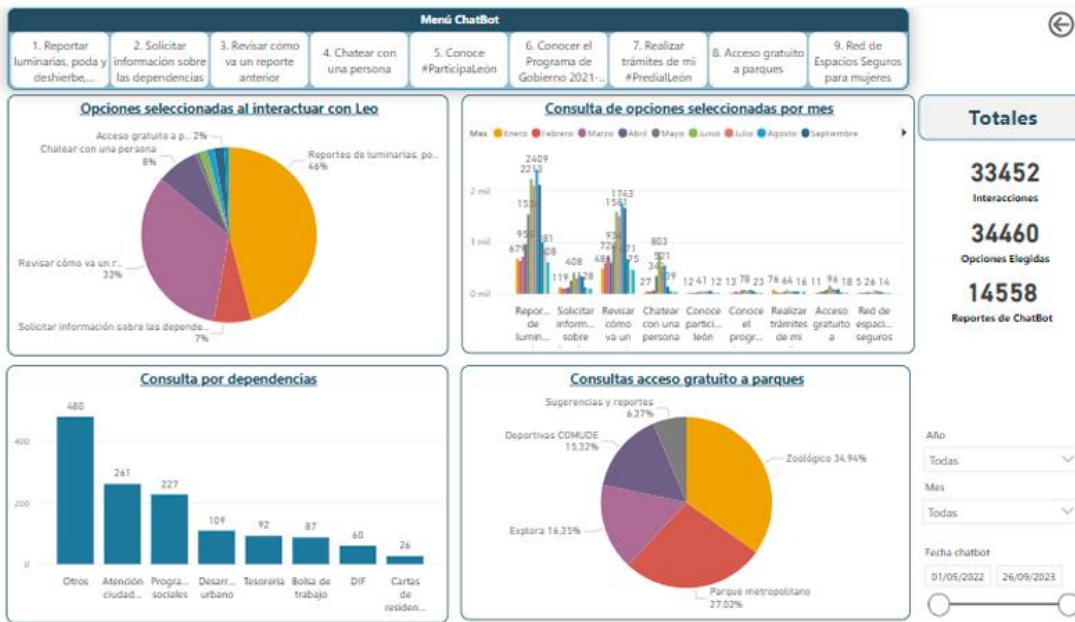 Menú ChatBot
1. Reportar luminarias, poda y deshierbe,...
2. Solicitar información sobre las dependencias
3. Revisar cómo va un reporte anterior
4. Chatear con una persona
5. Conoce #ParticipaLeón
6. Conocer el Programa de Gobierno 2021-...
7. Realizar trámites de mi #PredialLeón
8. Acceso gratuito a parques
9. Red de Espacios Seguros para mujeres
Opciones seleccionadas al interactuar con Leo
Acceso gratuito a p... 2%
Chatear con una persona 8%
Reportes de luminarias, po... 46%
Revisar cómo va un r... 33%
Solicitar información sobre las depende... 7%
Consulta de opciones seleccionadas por mes
Mes Enero Febrero Marzo Abril Mayo Junio Julio Agosto Septiembre
2 mil
1 mil
0 mil
2409
2213
1743
1561
803
521
119
408
128
27
12 41 12
13 78 23
76 64 16
11 96 18
5 26 14
Repor... de lumin...
Solicitar inform... sobre
Revisar cómo va un
Chatear con una persona
Conoce partici... león
Conoce el progr...
Realizar trámites de mi
Acceso gratuito a
Red de espaci... seguros
Totales
33452
Interacciones
34460
Opciones Elegidas
14558
Reportes de ChatBot
Consulta por dependencias
400
200
0
480
261
227
109
92
87
60
26
Otros
Atención ciudad...
Progra... sociales
Desarr... urbano
Tesorería
Bolsa de trabajo
DIF
Cartas de residen...
Consultas acceso gratuito a parques
Sugerencias y reportes 6,37%
Deportivas COMUDE 15,32%
Zoológico 34,94%
Explora 16,35%
Parque metropolitano 27,02%
Año
Todas
Mes
Todas
Fecha chatbot
01/05/2022 26/09/2023